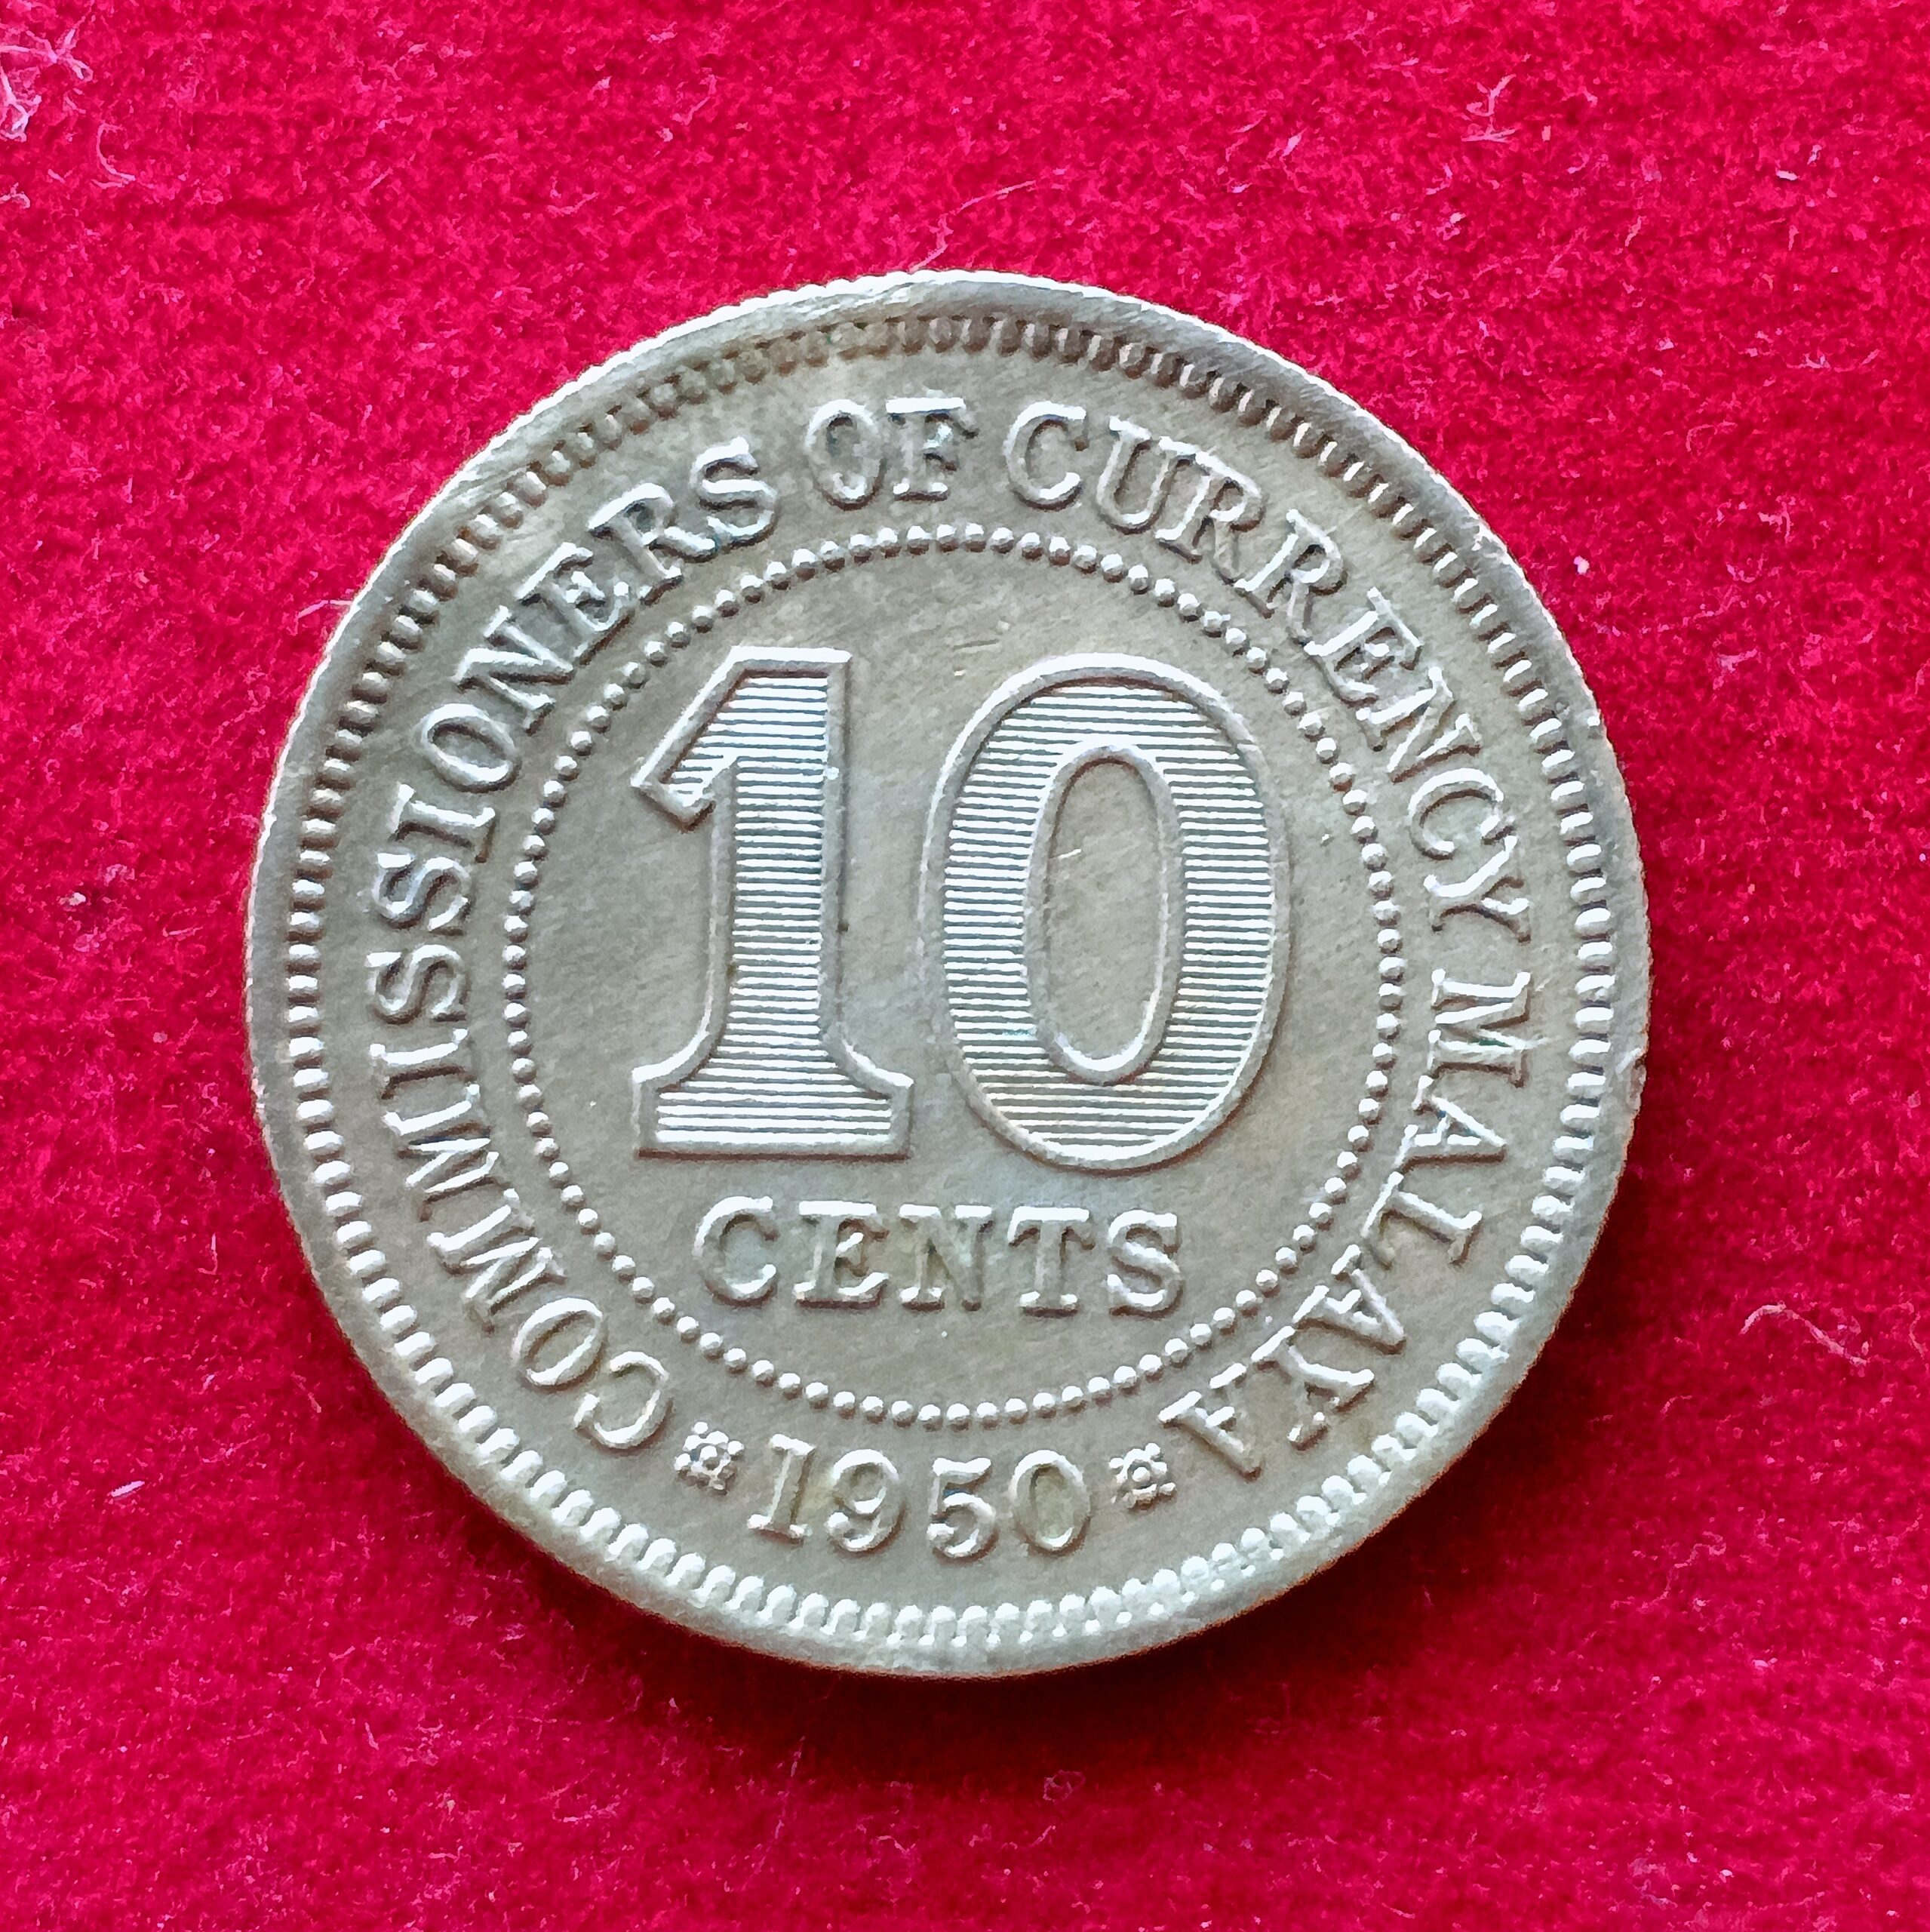 COMMISSIONERS OF CURRENCY MALAYA
10
CENTS
1950